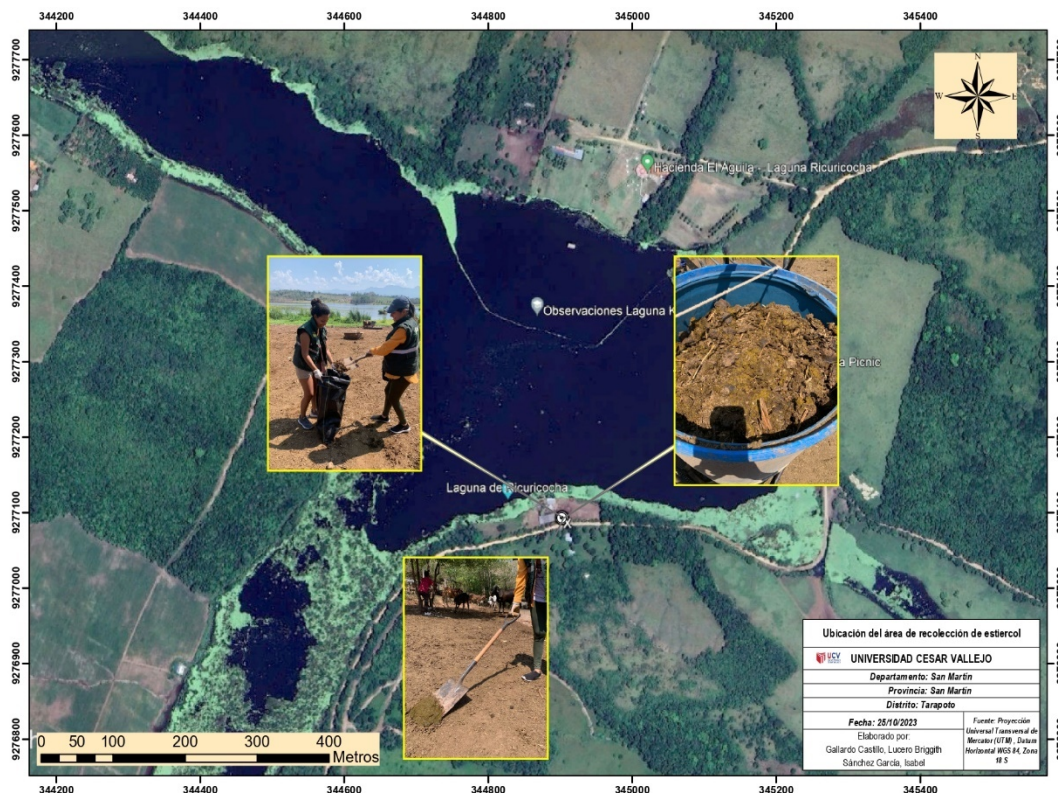 344200 344400 344600 344800 345000 345200 345400
9277700
9277600
9277500
9277400
9277300
9277200
9277100
9277000
9276900
9276800
N
W E
S
Hacienda El Aguila - Laguna Ricuricocha
Observaciones Laguna
Picnic
Laguna de Ricuricocha
0 50 100 200 300 400
Metros
Ubicación del área de recolección de estiercol
UCV UNIVERSIDAD CESAR VALLEJO
Departamento: San Martín
Provincia: San Martín
Distrito: Tarapoto
Fecha: 25/10/2023
Elaborado por:
Gallardo Castillo, Lucero Briggith
Sánchez García, Isabel
Fuente: Proyección
Universal Transversal de
Mercator (UTM), Datum
Horizontal WGS 84, Zona
18 S
344200 344400 344600 344800 345000 345200 345400